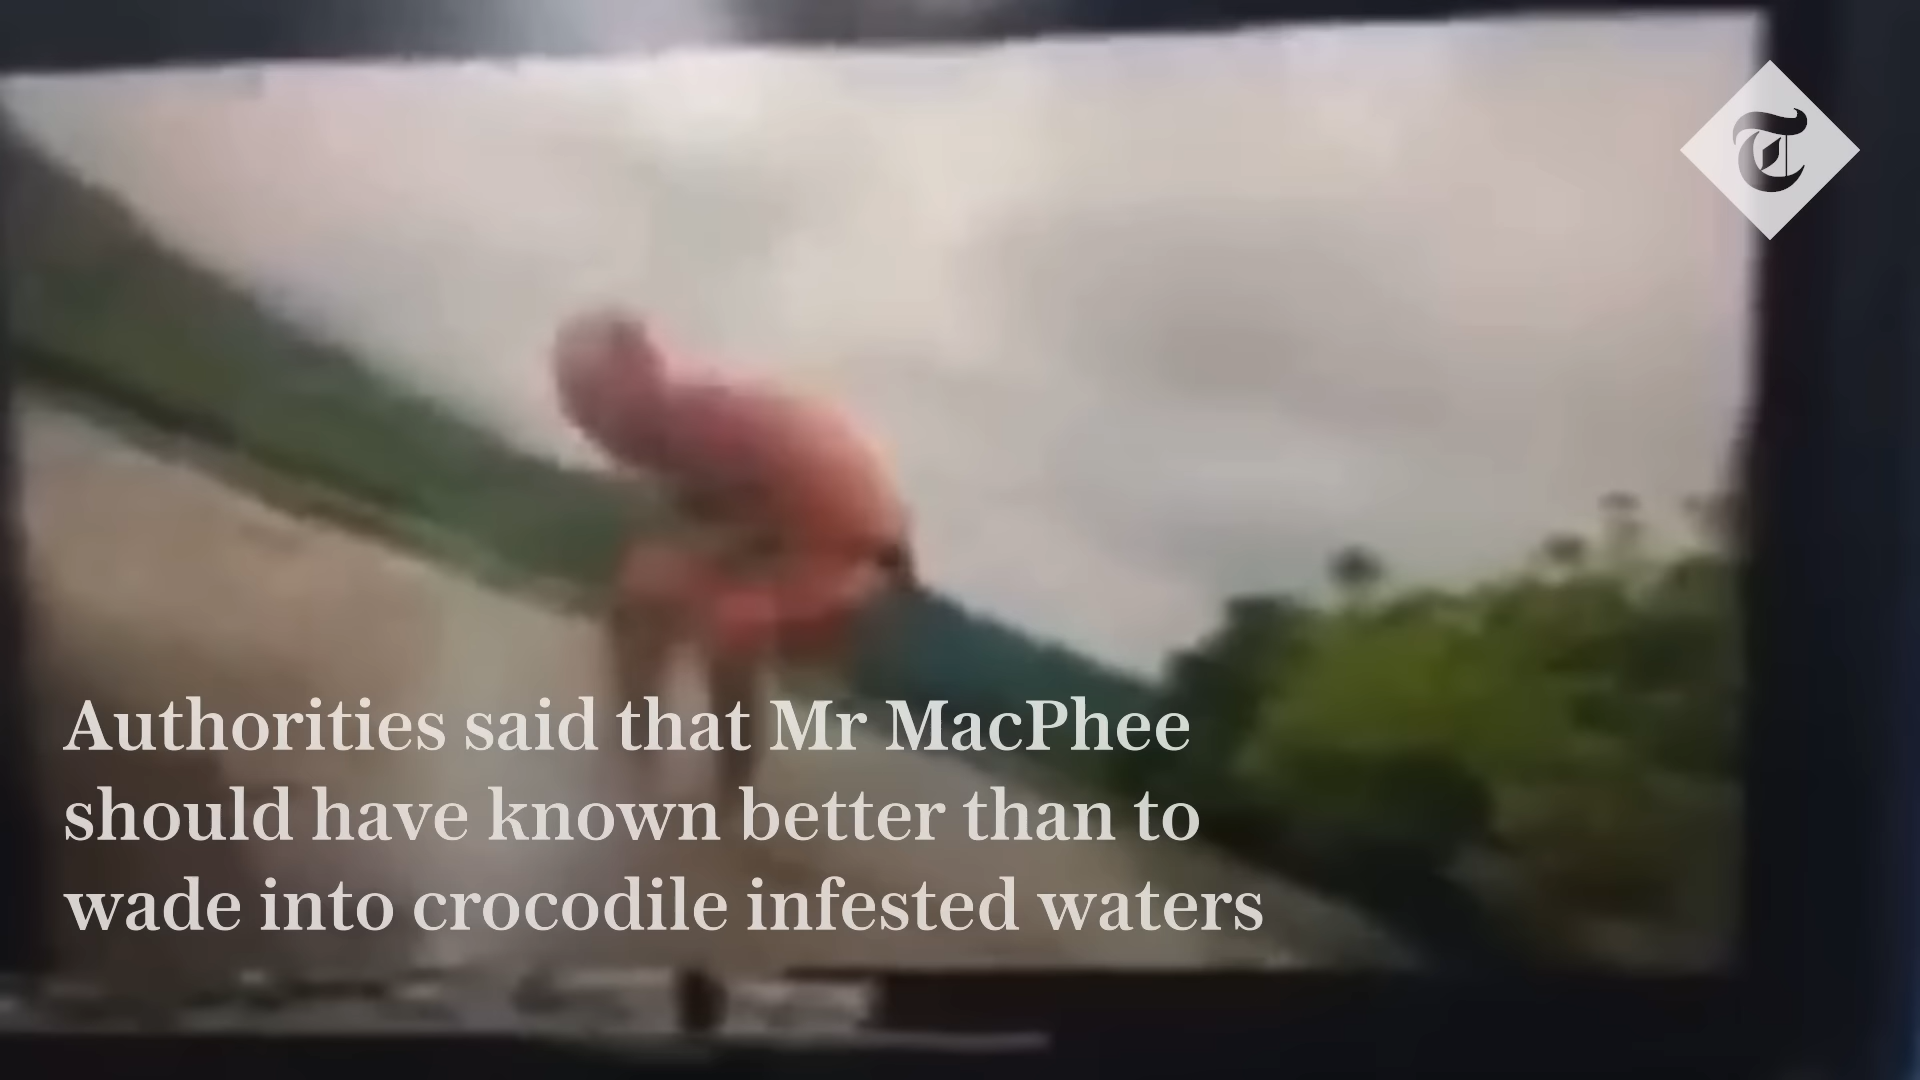 T
Authorities said that Mr MacPhee
should have known better than to
wade into crocodile infested waters